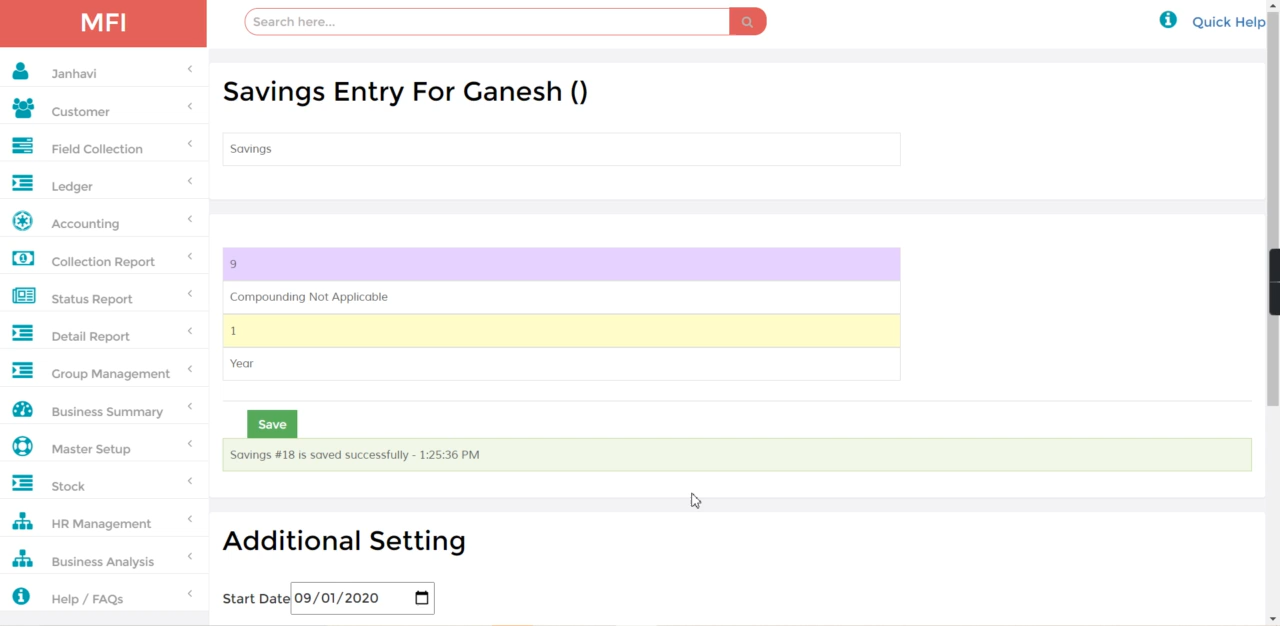 MFI
Search here...
Quick Help
Janhavi
Customer
Field Collection
Ledger
Accounting
Collection Report
Status Report
Detail Report
Group Management
Business Summary
Master Setup
Stock
HR Management
Business Analysis
Help / FAQs
Savings Entry For Ganesh ()
Savings
9
Compounding Not Applicable
1
Year
Save
Savings #18 is saved successfully - 1:25:36 PM
Additional Setting
Start Date 09/01/2020